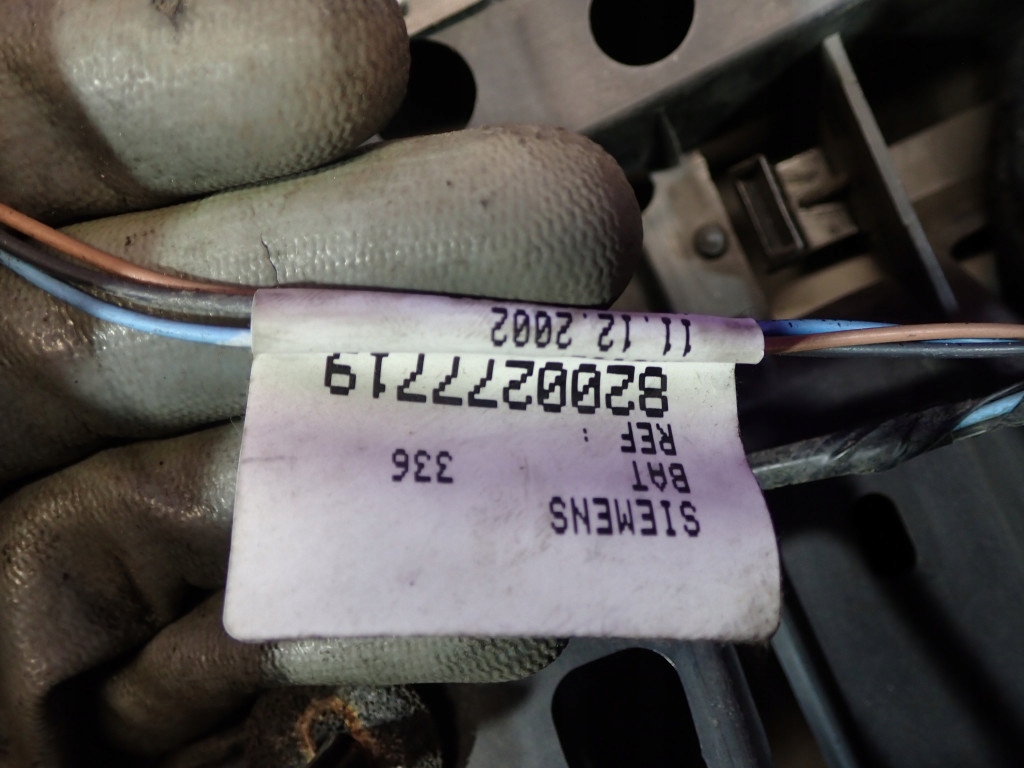 SIEMENS
BAT 336
REF :
8200277719
11.12.2002